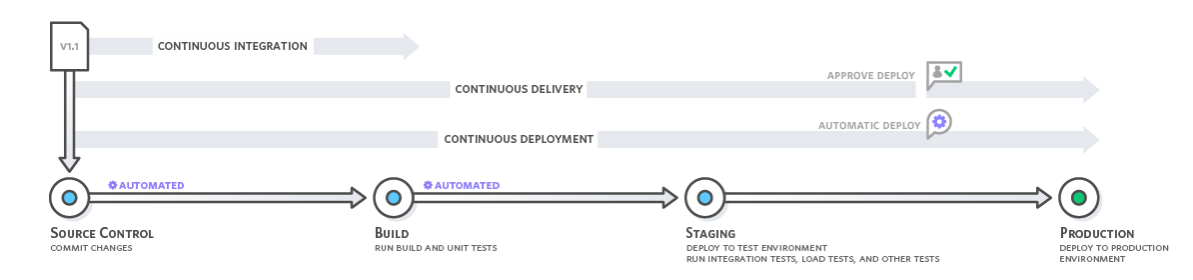 V1.1
CONTINUOUS INTEGRATION
APPROVE DEPLOY
CONTINUOUS DELIVERY
AUTOMATIC DEPLOY
CONTINUOUS DEPLOYMENT
AUTOMATED
AUTOMATED
SOURCE CONTROL
COMMIT CHANGES
BUILD
RUN BUILD AND UNIT TESTS
STAGING
DEPLOY TO TEST ENVIRONMENT
RUN INTEGRATION TESTS, LOAD TESTS, AND OTHER TESTS
PRODUCTION
DEPLOY TO PRODUCTION
ENVIRONMENT